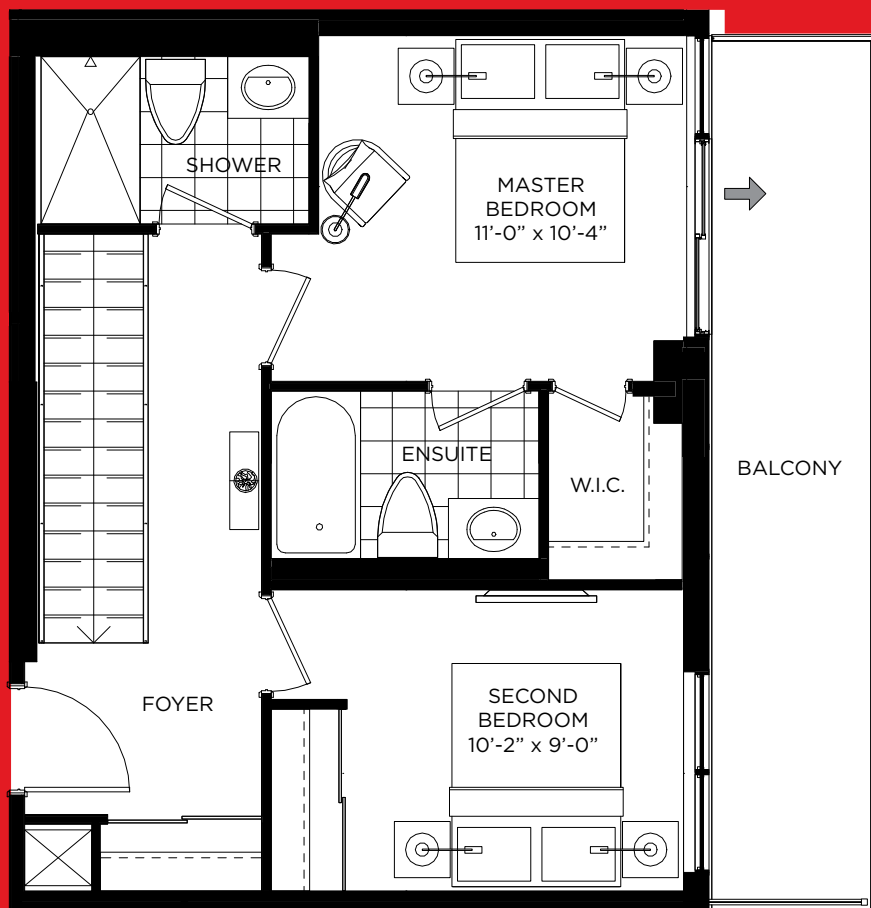 SHOWER
MASTER
BEDROOM
11’-0” x 10’-4”
ENSUITE
W.I.C.
BALCONY
FOYER
SECOND
BEDROOM
10’-2” x 9’-0”